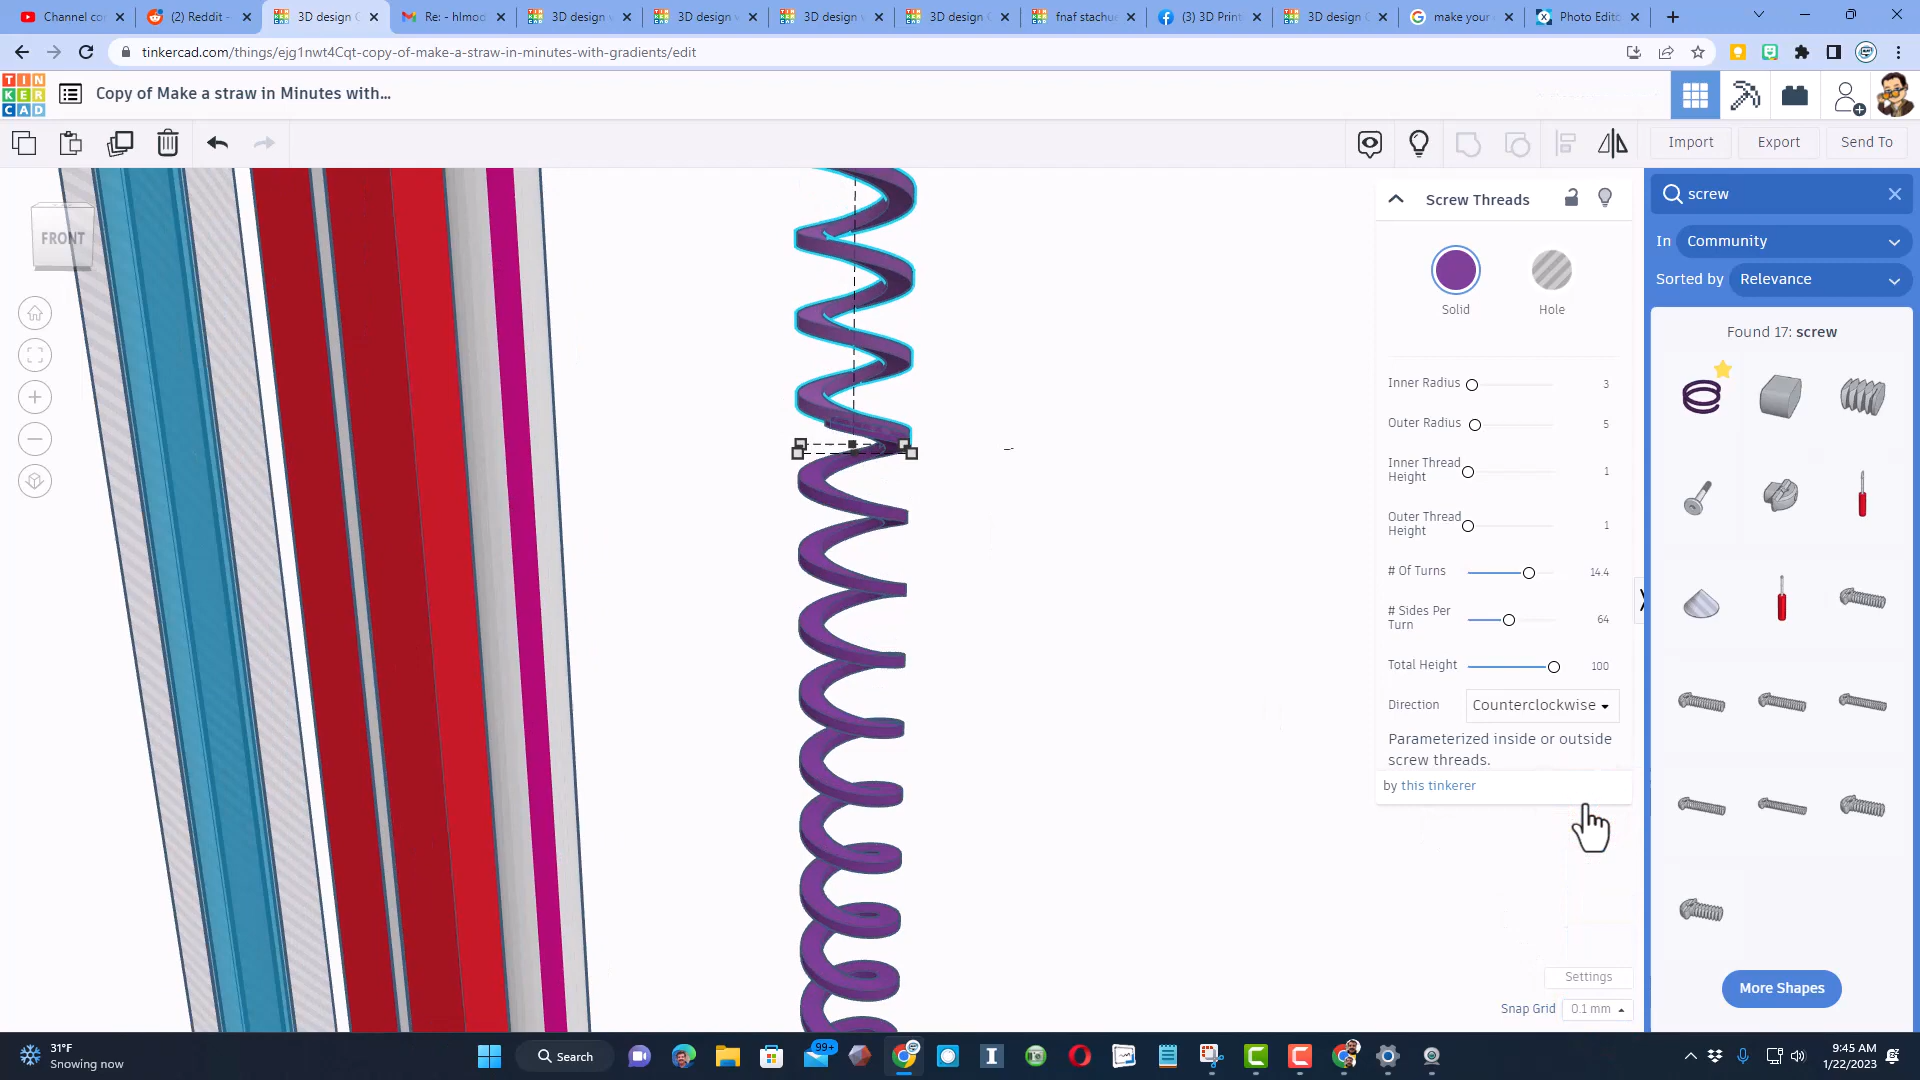 Channel co
(2) Reddit -
3D design C
Re: - hlmod
3D design v
3D design v
3D design v
3D design C
fnaf stachu
(3) 3D Print
3D design C
make your
Photo Edito
tinkercad.com/things/ejg1nwt4Cqt-copy-of-make-a-straw-in-minutes-with-gradients/edit
TIN
KER
CAD
Copy of Make a straw in Minutes with...
Import
Export
Send To
FRONT
Screw Threads
Solid
Hole
Inner Radius 3
Outer Radius 5
Inner Thread
Height 1
Outer Thread
Height 1
# Of Turns 14.4
# Sides Per
Turn 64
Total Height 100
Direction Counterclockwise
Parameterized inside or outside
screw threads.
by this tinkerer
Settings
Snap Grid 0.1 mm
screw
In Community
Sorted by Relevance
Found 17: screw
More Shapes
31°F
Snowing now
Search
99+
9:45 AM
1/22/2023